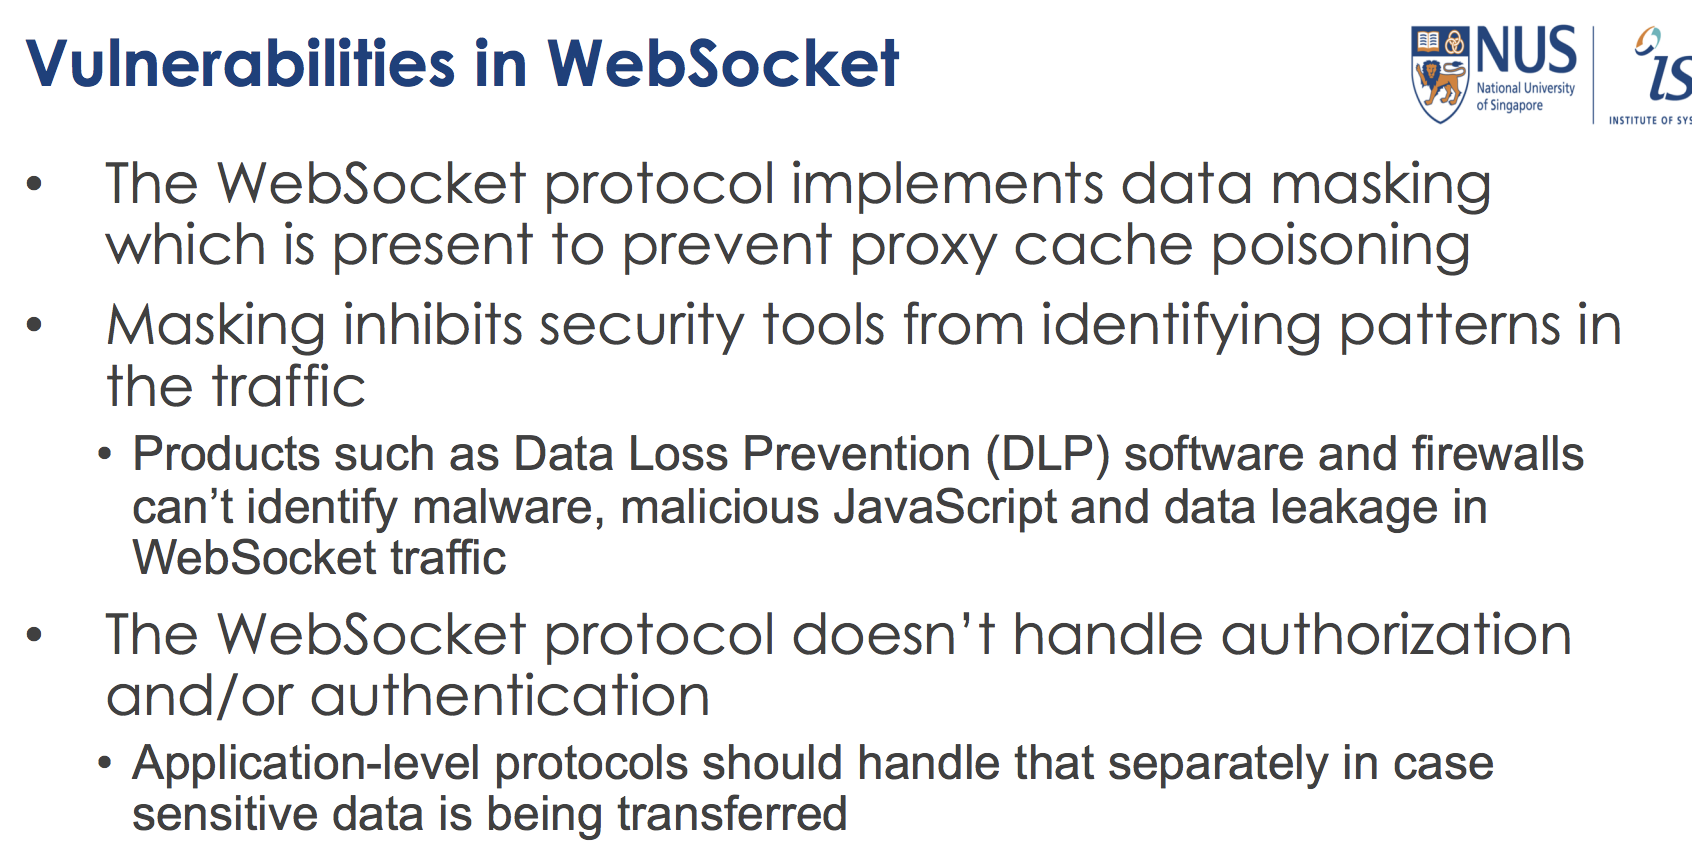 Vulnerabilities in WebSocket
NUS
National University
of Singapore
INSTITUTE OF
• The WebSocket protocol implements data masking
which is present to prevent proxy cache poisoning
• Masking inhibits security tools from identifying patterns in
the traffic
• Products such as Data Loss Prevention (DLP) software and firewalls
can’t identify malware, malicious JavaScript and data leakage in
WebSocket traffic
• The WebSocket protocol doesn’t handle authorization
and/or authentication
• Application-level protocols should handle that separately in case
sensitive data is being transferred